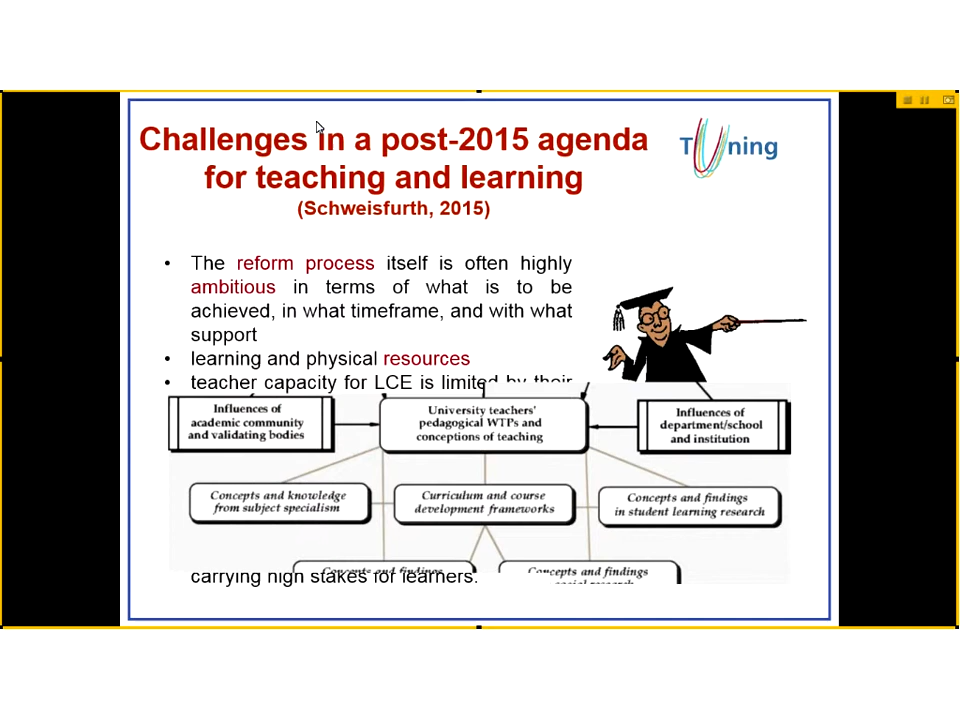 Challenges in a post-2015 agenda
for teaching and learning
(Schweisfurth, 2015)
Tuning
• The reform process itself is often highly
ambitious in terms of what is to be
achieved, in what timeframe, and with what
support
• learning and physical resources
• teacher capacity for LCE is limited by their
Influences of
academic community
and validating bodies
University teachers'
pedagogical WTPs and
conceptions of teaching
Influences of
department/school
and institution
Concepts and knowledge
from subject specialism
Curriculum and course
development frameworks
Concepts and findings
in student learning research
Concepts and findings
Concepts and findings
social research
carrying high stakes for learners.